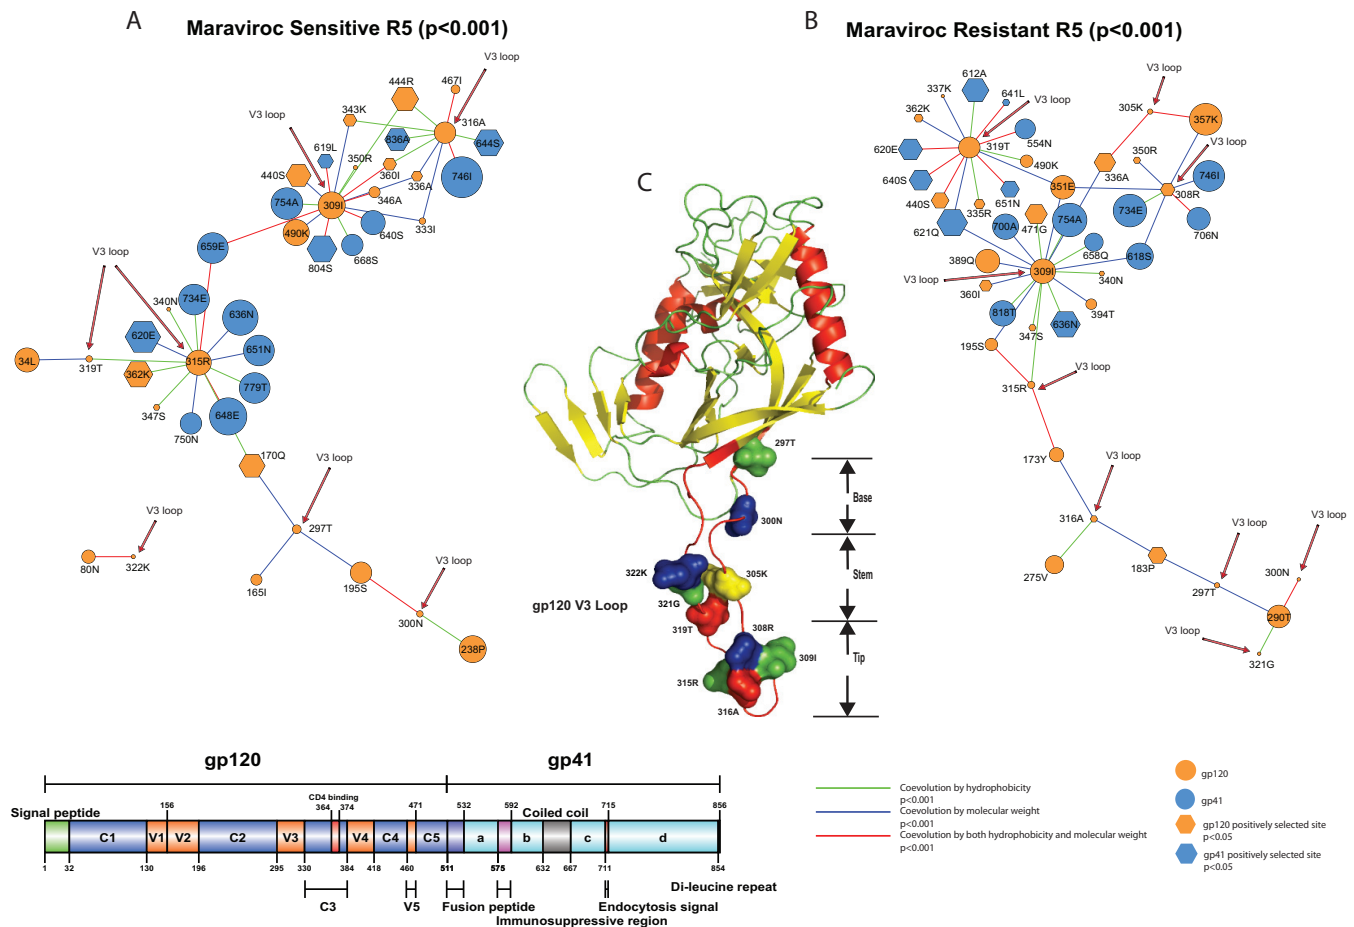 A
Maraviroc Sensitive R5 (p<0.001)
V3 loop
444R
467I
V3 loop
343K
316A
836A
644S
619L
350R
360I
440S
336A
746I
754A
309I
346A
333I
490K
640S
659E
804S
668S
734E
340N
636N
620E
651N
34L
319T
315R
362K
779T
347S
648E
750N
170Q
V3 loop
297T
V3 loop
80N
322K
165I
195S
V3 loop
300N
238P
B
Maraviroc Resistant R5 (p<0.001)
612A
337K
641L
V3 loop
V3 loop
362K
305K
357K
554N
319T
620E
490K
350R
V3 loop
336A
640S
351E
746I
308R
440S
335R
651N
734E
621Q
700A
471G
754A
706N
389Q
658Q
618S
V3 loop
309I
340N
360I
818T
636N
394T
347S
195S
V3 loop
315R
173Y
V3 loop
316A
V3 loop
V3 loop
275V
183P
300N
297T
290T
V3 loop
321G
C
297T
Base
300N
322K
305K
Stem
321G
gp120 V3 Loop
319T
308R
309I
Tip
315R
316A
gp120
gp41
CD4 binding
156
364
374
471
532
592
715
856
Signal peptide
Coiled coil
C1
V1
V2
C2
V3
V4
C4
C5
a
b
c
d
1
32
130
196
295
330
384
418
460
511
575
632
667
711
854
Di-leucine repeat
C3
V5
Fusion peptide
Endocytosis signal
Immunosuppressive region
Coevolution by hydrophobicity
p<0.001
Coevolution by molecular weight
p<0.001
Coevolution by both hydrophobicity and molecular weight
p<0.001
gp120
gp41
gp120 positively selected site
p<0.05
gp41 positively selected site
p<0.05